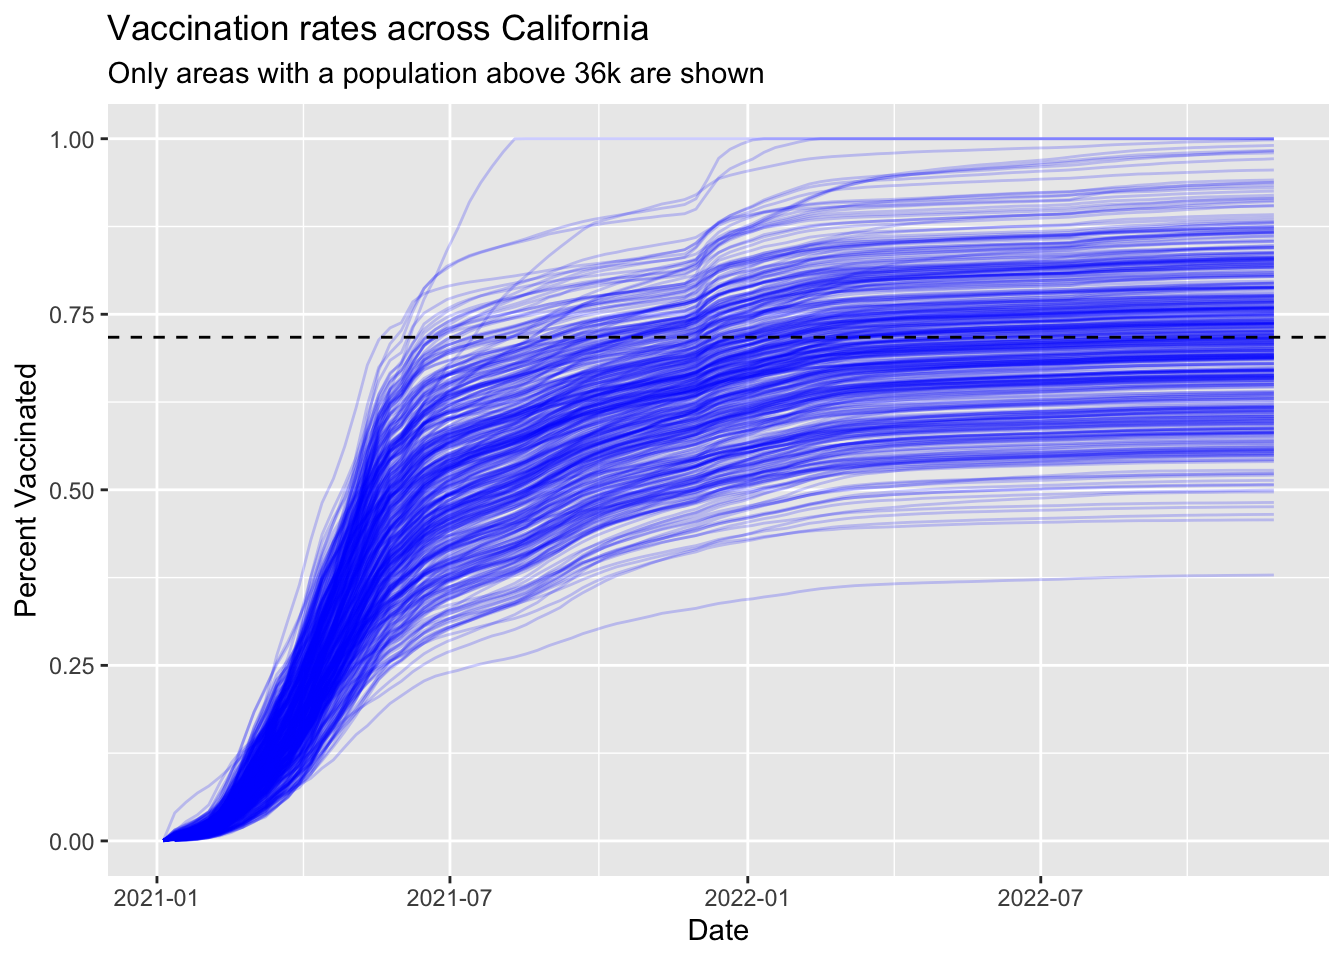 Vaccination rates across California
Only areas with a population above 36k are shown
Percent Vaccinated
1.00
0.75
0.50
0.25
0.00
2021-01
2021-07
2022-01
2022-07
Date